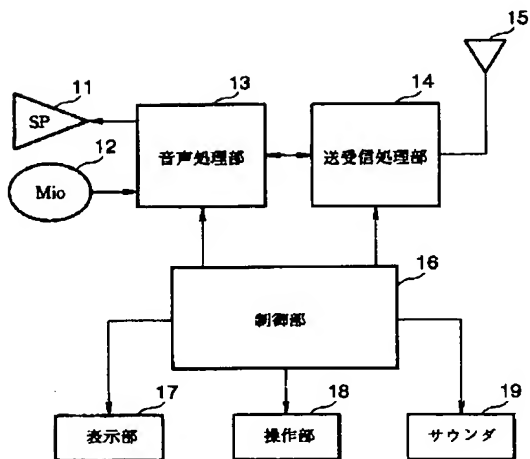 15
11
13
14
SP
音声処理部
送受信処理部
12
Mio
16
制御部
17
18
19
表示部
操作部
サウンダ